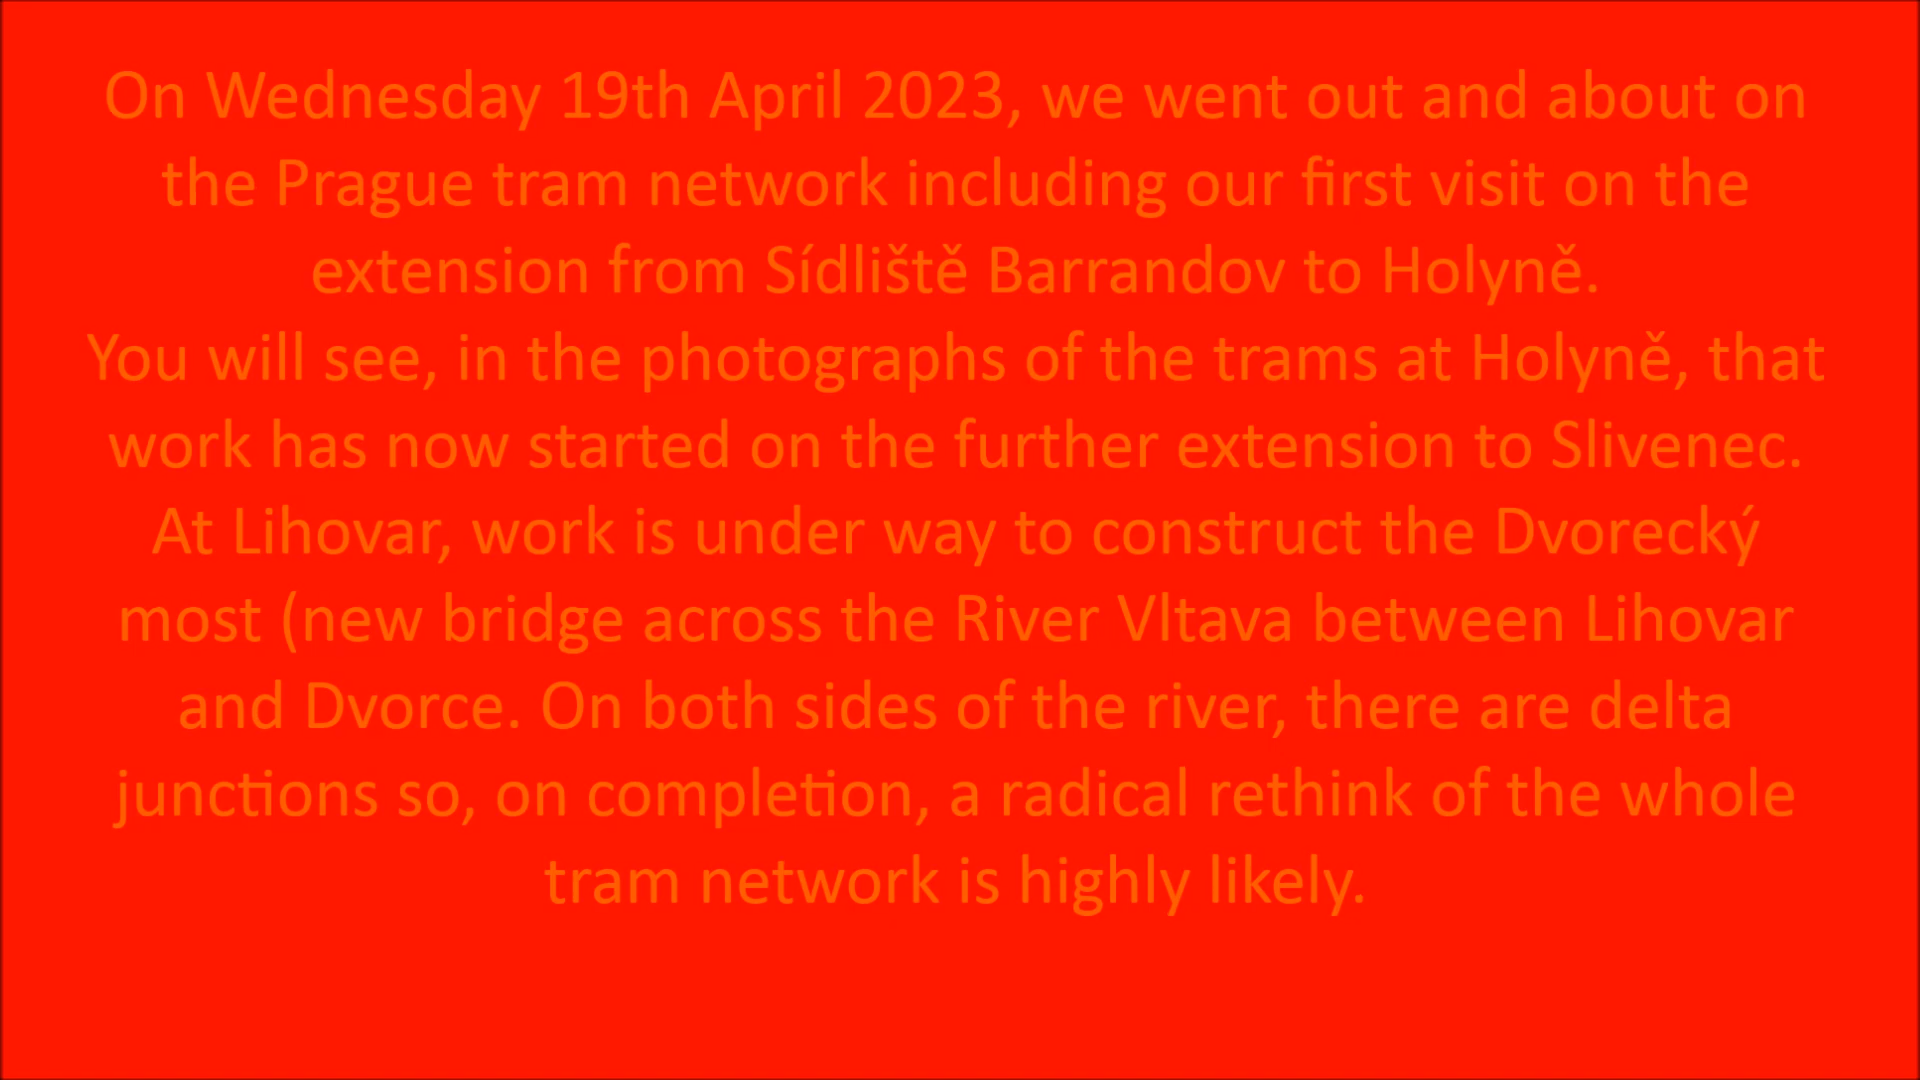 On Wednesday 19th April 2023, we went out and about on
the Prague tram network including our first visit on the
extension from Sídliště Barrandov to Holyně.
You will see, in the photographs of the trams at Holyně, that
work has now started on the further extension to Slivenec.
At Lihovar, work is under way to construct the Dvorecký
most (new bridge across the River Vltava between Lihovar
and Dvorce. On both sides of the river, there are delta
junctions so, on completion, a radical rethink of the whole
tram network is highly likely.